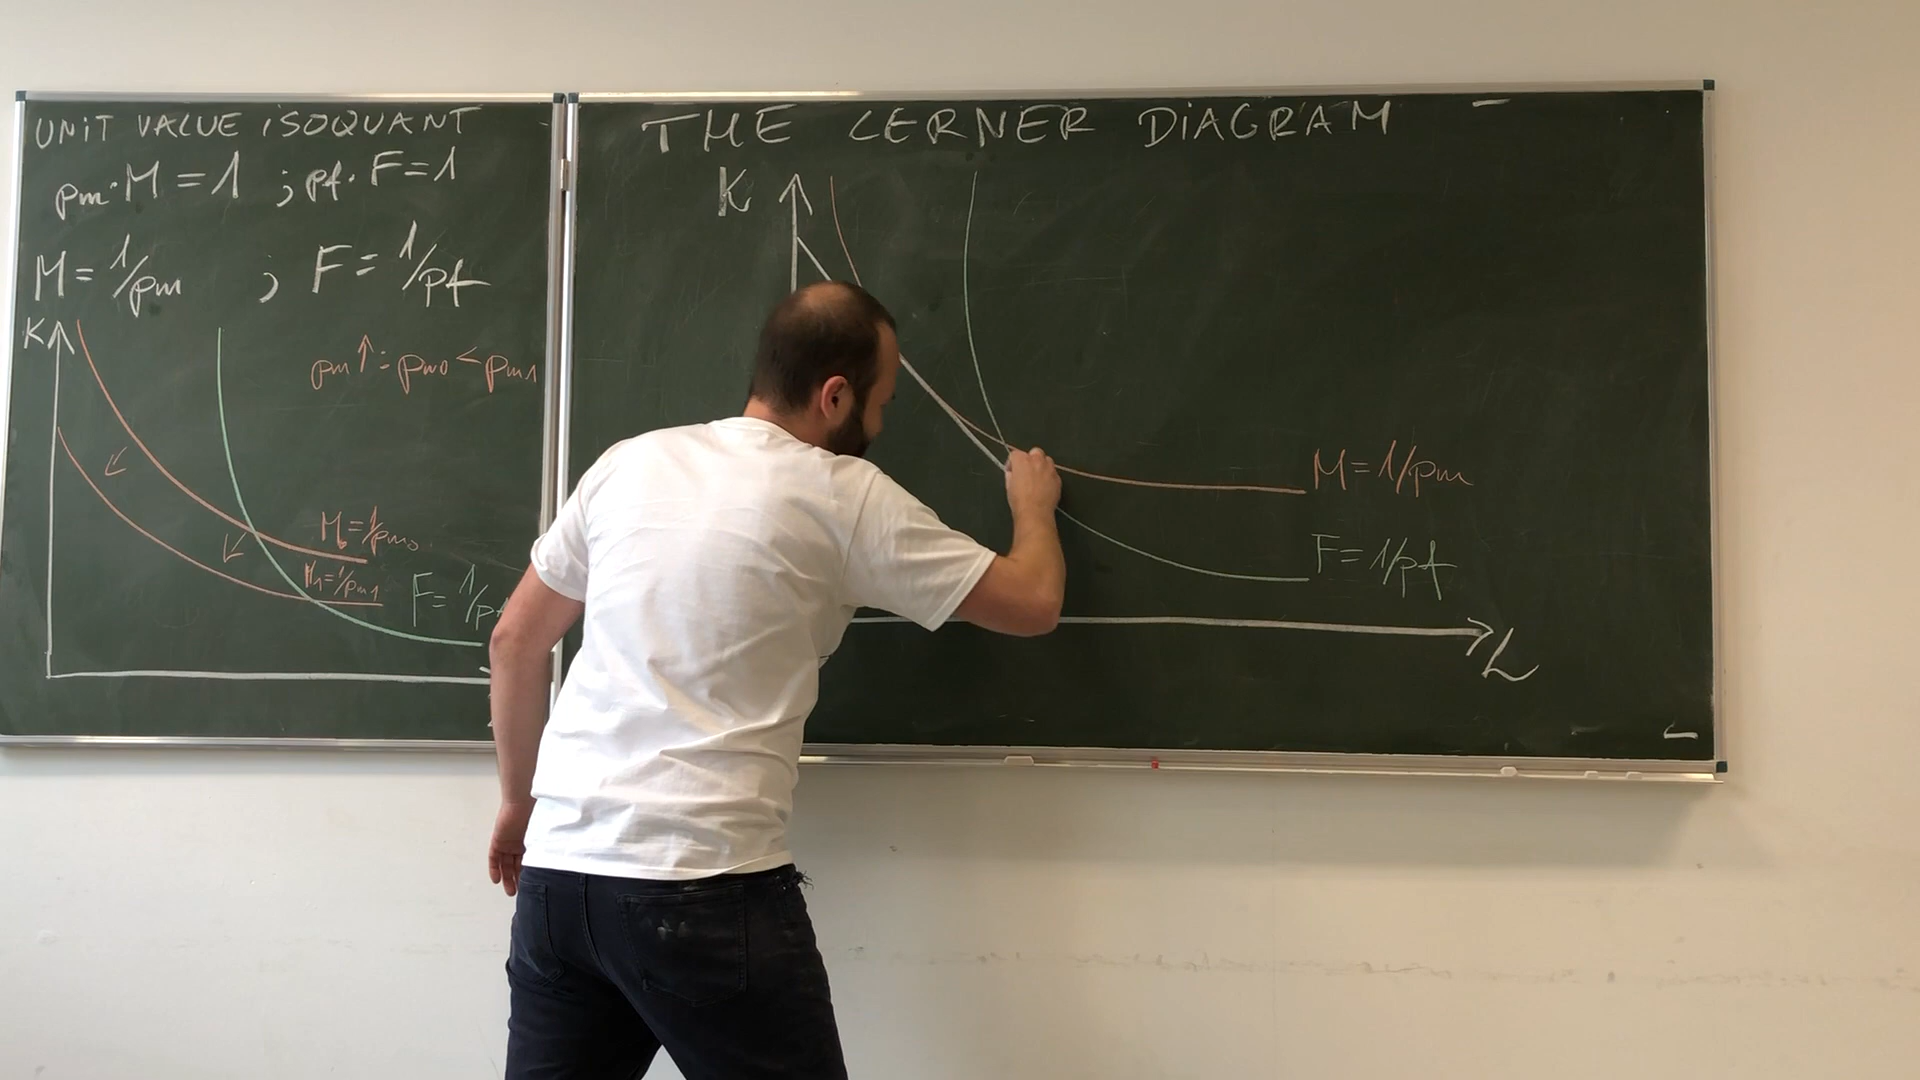 UNIT VALUE ISOQUANT
pm·M = 1 ; pf·F = 1
M = 1/pm ; F = 1/pf
K
pm↑: pm0 < pm1
M0=1/pm0
M1=1/pm1
F = 1/pf
THE LERNER DIAGRAM
K
M = 1/pm
F = 1/pf
L